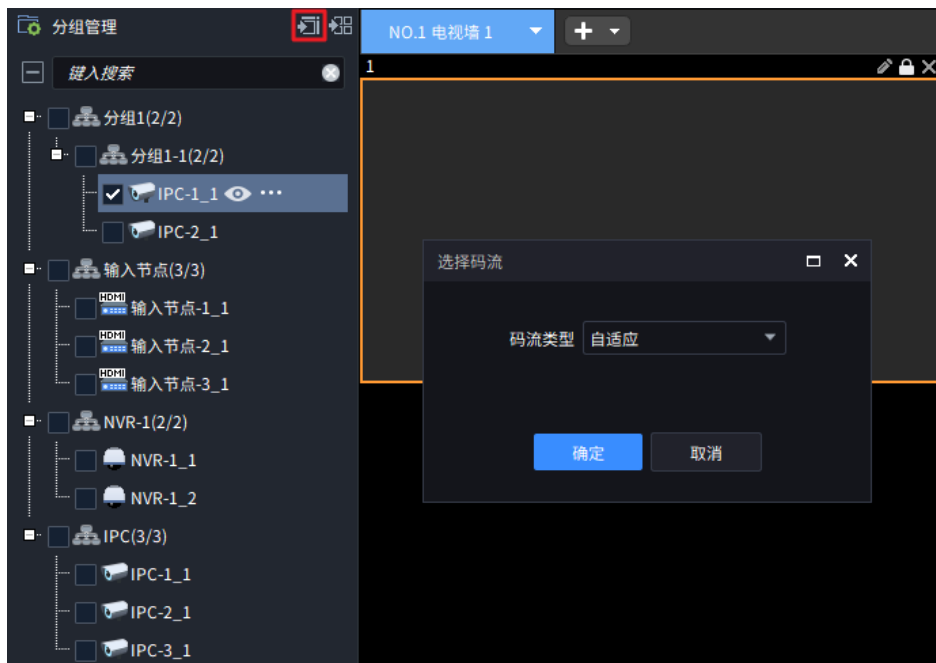 分组管理
NO.1 电视墙 1
键入搜索
1
分组1(2/2)
分组1-1(2/2)
IPC-1_1
IPC-2_1
输入节点(3/3)
HDMI 输入节点-1_1
HDMI 输入节点-2_1
HDMI 输入节点-3_1
NVR-1(2/2)
NVR-1_1
NVR-1_2
IPC(3/3)
IPC-1_1
IPC-2_1
IPC-3_1
选择码流
码流类型 自适应
确定 取消